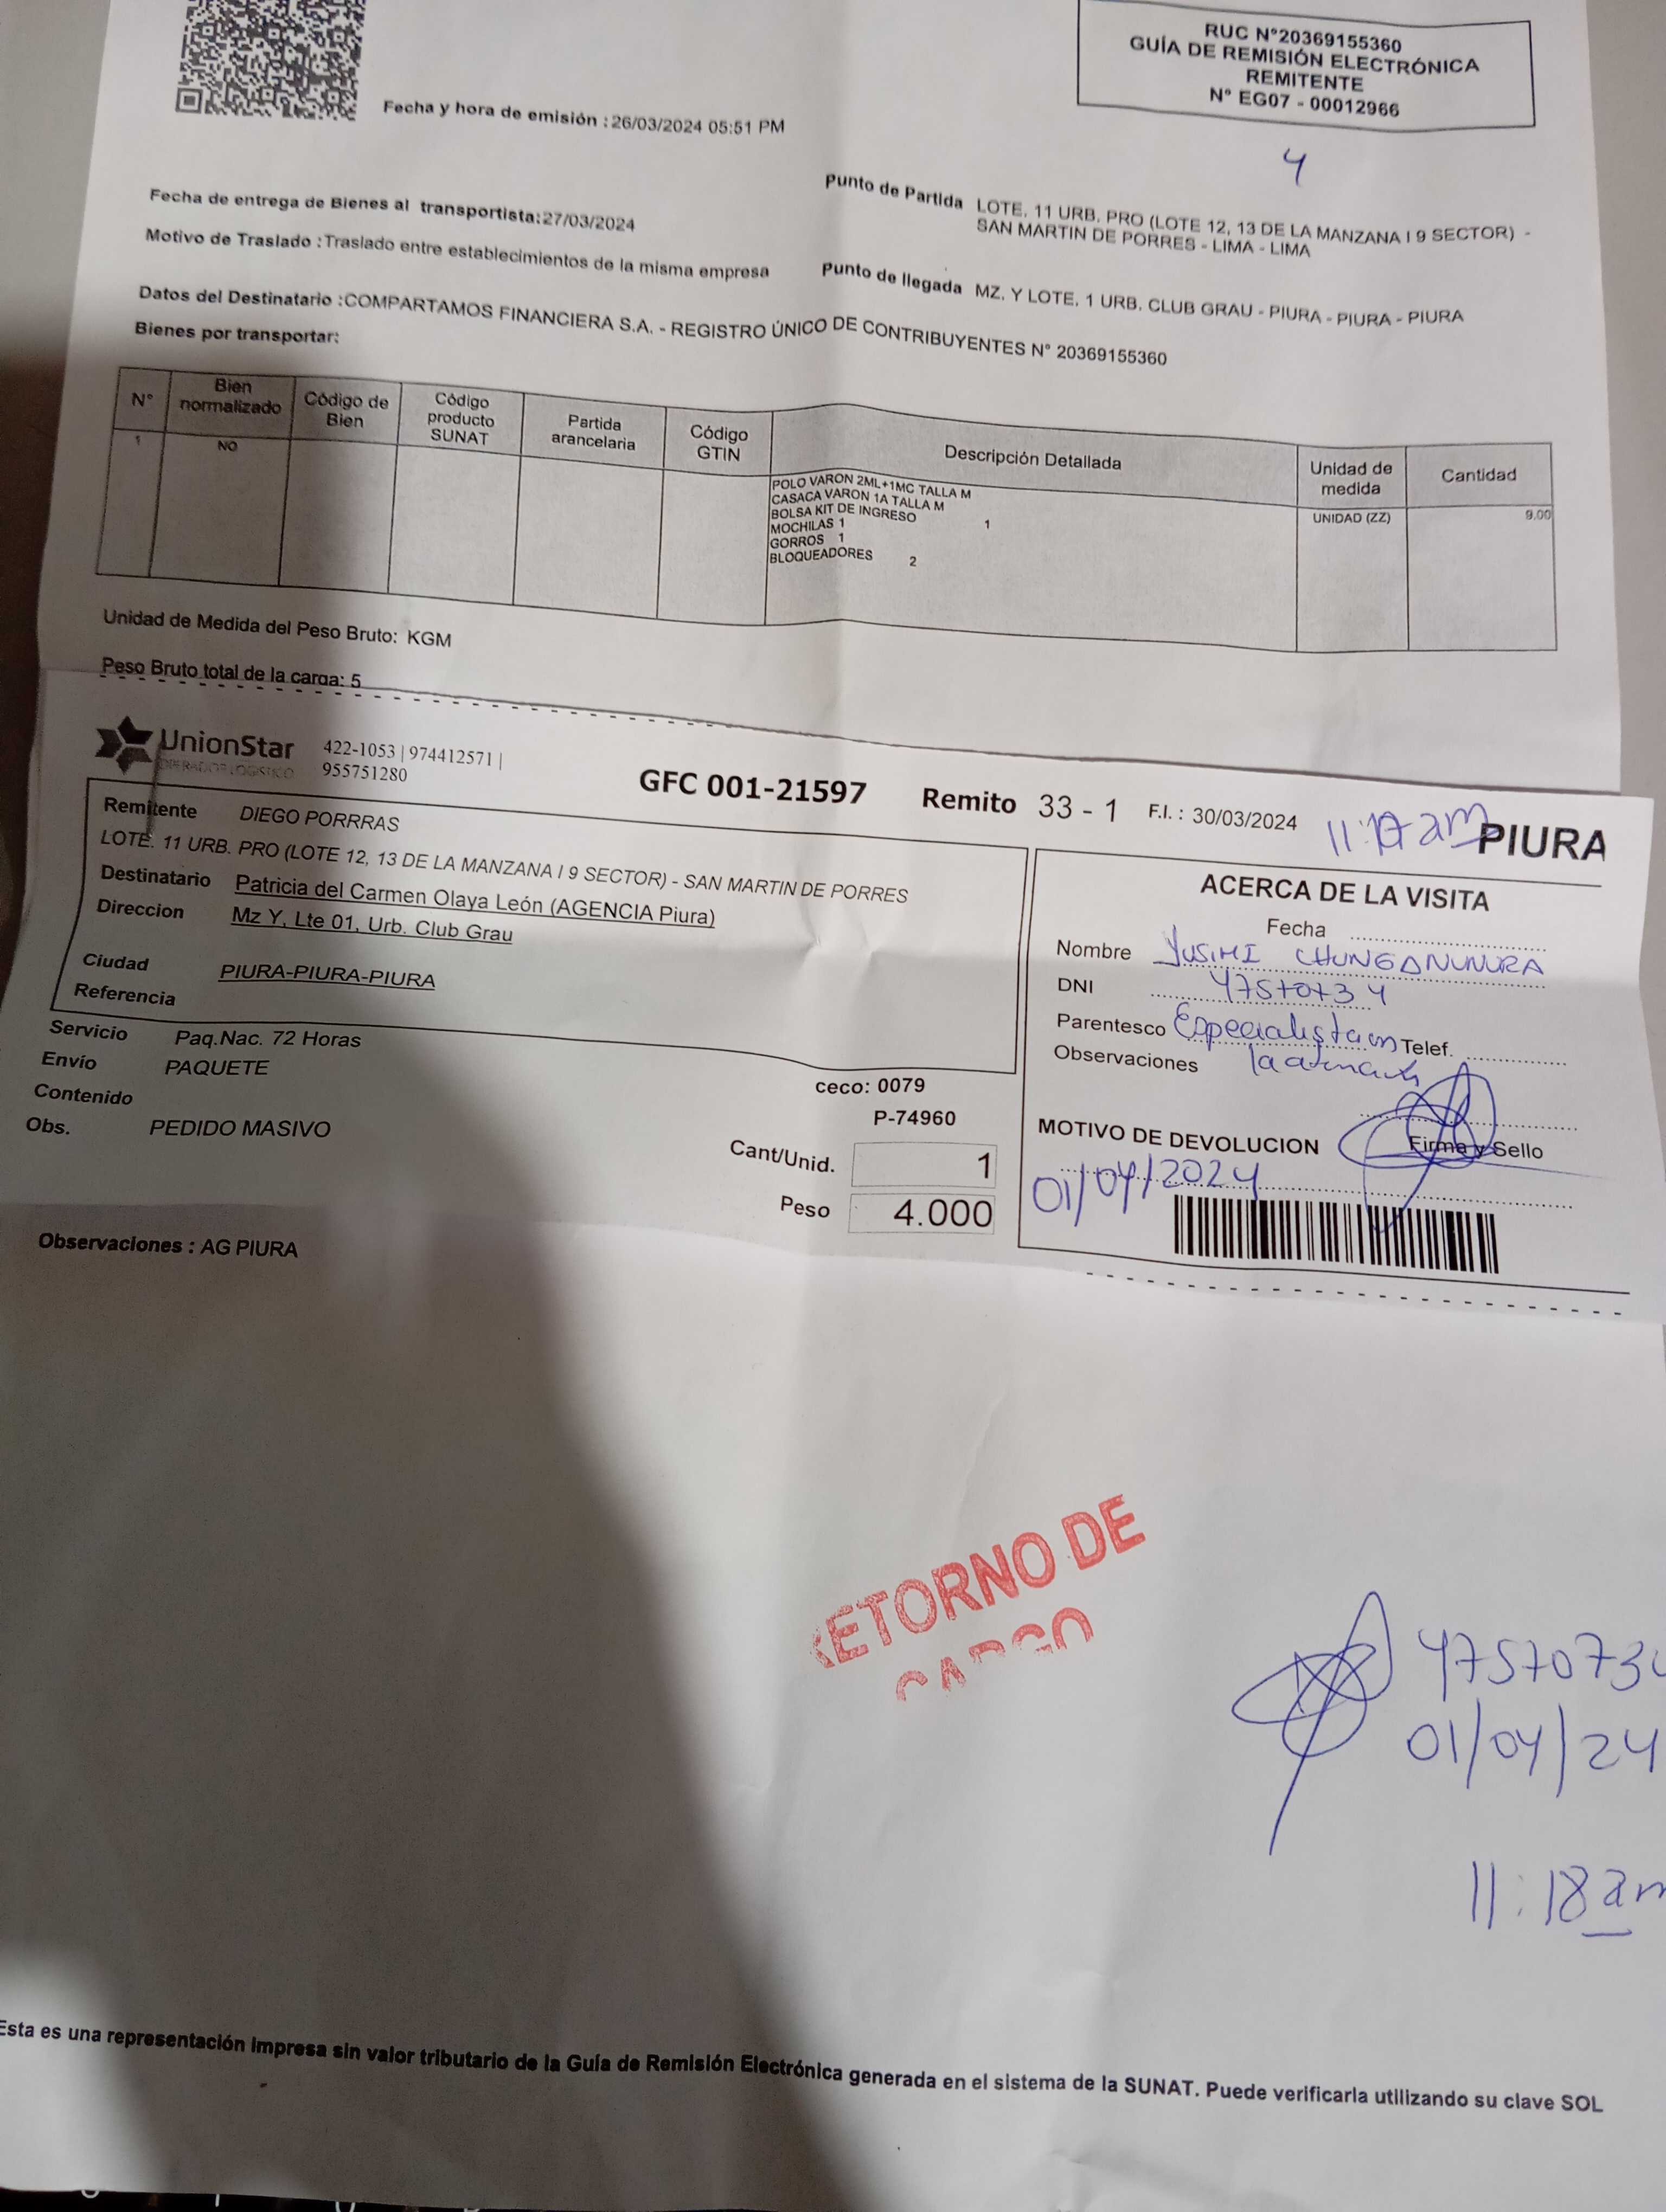 RUC N°20369155360
GUÍA DE REMISIÓN ELECTRÓNICA
REMITENTE
N° EG07 - 00012966
4
Fecha y hora de emisión : 26/03/2024 05:51 PM
Fecha de entrega de Bienes al transportista:27/03/2024
Motivo de Traslado : Traslado entre establecimientos de la misma empresa
Punto de Partida LOTE. 11 URB. PRO (LOTE 12, 13 DE LA MANZANA I 9 SECTOR) -
SAN MARTIN DE PORRES - LIMA - LIMA
Punto de llegada MZ. Y LOTE. 1 URB. CLUB GRAU - PIURA - PIURA - PIURA
Datos del Destinatario :COMPARTAMOS FINANCIERA S.A. - REGISTRO ÚNICO DE CONTRIBUYENTES N° 20369155360
Bienes por transportar:
N° Bien normalizado Código de Bien Código producto SUNAT Partida arancelaria Código GTIN Descripción Detallada Unidad de medida Cantidad
1 NO POLO VARON 2ML+1MC TALLA M UNIDAD (ZZ) 9.00
CASACA VARON 1A TALLA M
BOLSA KIT DE INGRESO 1
MOCHILAS 1
GORROS 1
BLOQUEADORES 2
Unidad de Medida del Peso Bruto: KGM
Peso Bruto total de la carga: 5
UnionStar
OPERADOR LOGISTICO
422-1053 | 974412571 |
955751280
GFC 001-21597 Remito 33 - 1 F.I. : 30/03/2024 PIURA
Remitente DIEGO PORRRAS
LOTE. 11 URB. PRO (LOTE 12, 13 DE LA MANZANA I 9 SECTOR) - SAN MARTIN DE PORRES
Destinatario Patricia del Carmen Olaya León (AGENCIA Piura)
Direccion Mz Y, Lte 01, Urb. Club Grau
Ciudad PIURA-PIURA-PIURA
Referencia
Servicio Paq.Nac. 72 Horas
Envío PAQUETE
Contenido
Obs. PEDIDO MASIVO
ceco: 0079
P-74960
Cant/Unid. 1
Peso 4.000
ACERCA DE LA VISITA
Fecha
Nombre
DNI 47570734
Parentesco Especialista en Telef.
Observaciones
MOTIVO DE DEVOLUCION
Firma y Sello
01/04/2024
Observaciones : AG PIURA
RETORNO DE
CARGO
4757073
01/04/24
11:18 am
Esta es una representación impresa sin valor tributario de la Guía de Remisión Electrónica generada en el sistema de la SUNAT. Puede verificarla utilizando su clave SOL